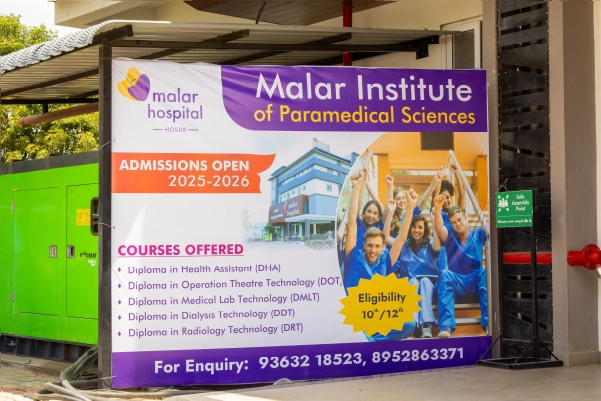 malar
hospital
HOSUR
Malar Institute
of Paramedical Sciences
ADMISSIONS OPEN
2025-2026
malar hospital
COURSES OFFERED
Diploma in Health Assistant (DHA)
Diploma in Operation Theatre Technology (DOT)
Diploma in Medical Lab Technology (DMLT)
Diploma in Dialysis Technology (DDT)
Diploma in Radiology Technology (DRT)
Eligibility
10th/12th
For Enquiry: 93632 18523, 8952863371
Safe
Assembly
Point